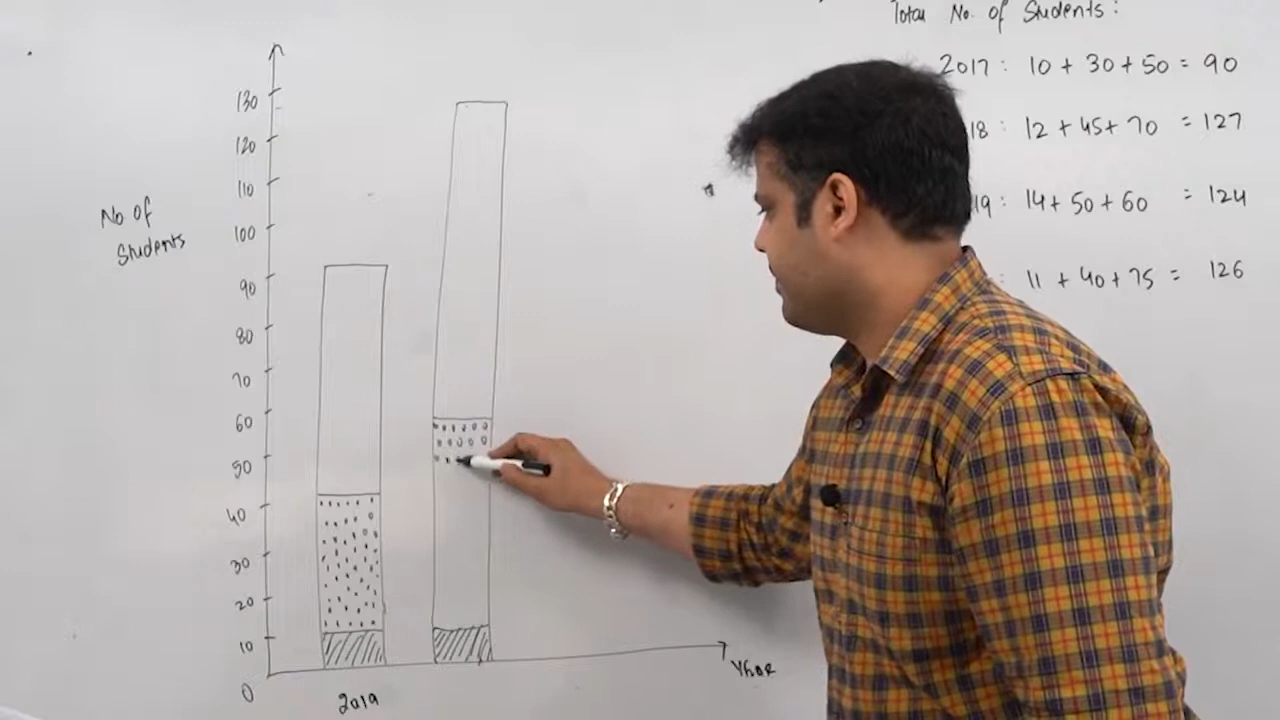 Total No. of Students:
2017: 10 + 30 + 50 = 90
18: 12 + 45 + 70 = 127
19: 14 + 50 + 60 = 124
: 11 + 40 + 75 = 126
No. of
Students
130
120
110
100
90
80
70
60
50
40
30
20
10
0
2019
Year